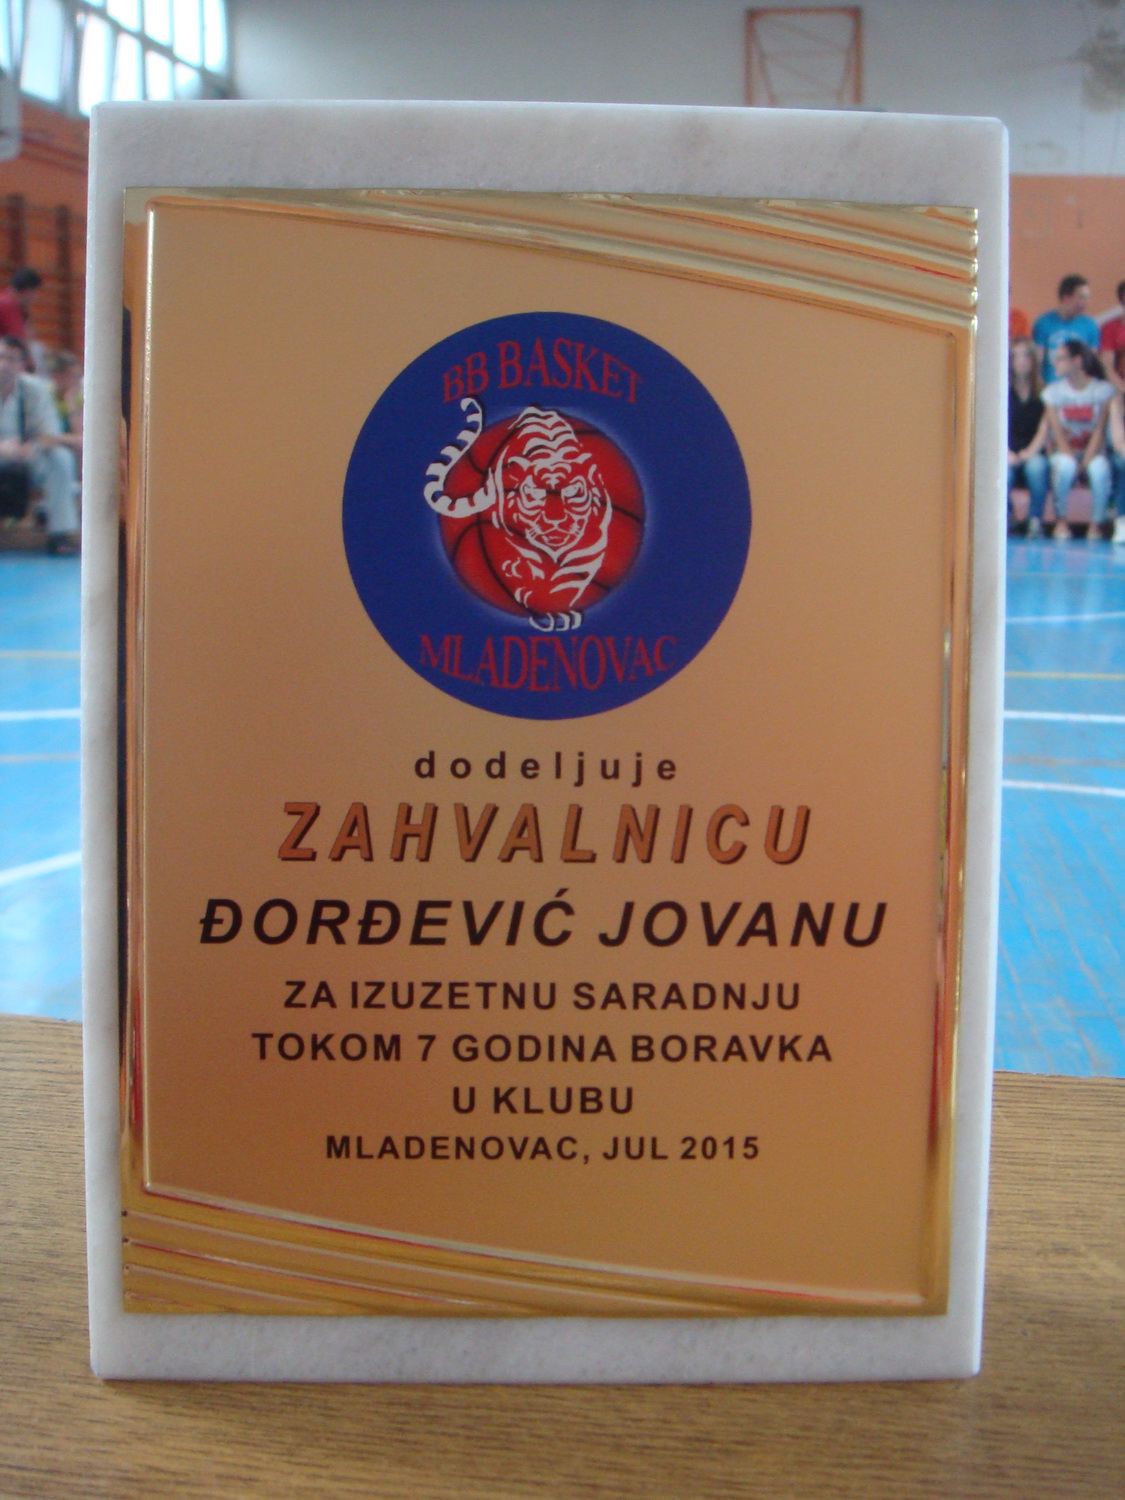 BB BASKET
MLADENOVAC
dodeljuje
ZAHVALNICU
ĐORĐEVIĆ JOVANU
ZA IZUZETNU SARADNJU
TOKOM 7 GODINA BORAVKA
U KLUBU
MLADENOVAC, JUL 2015